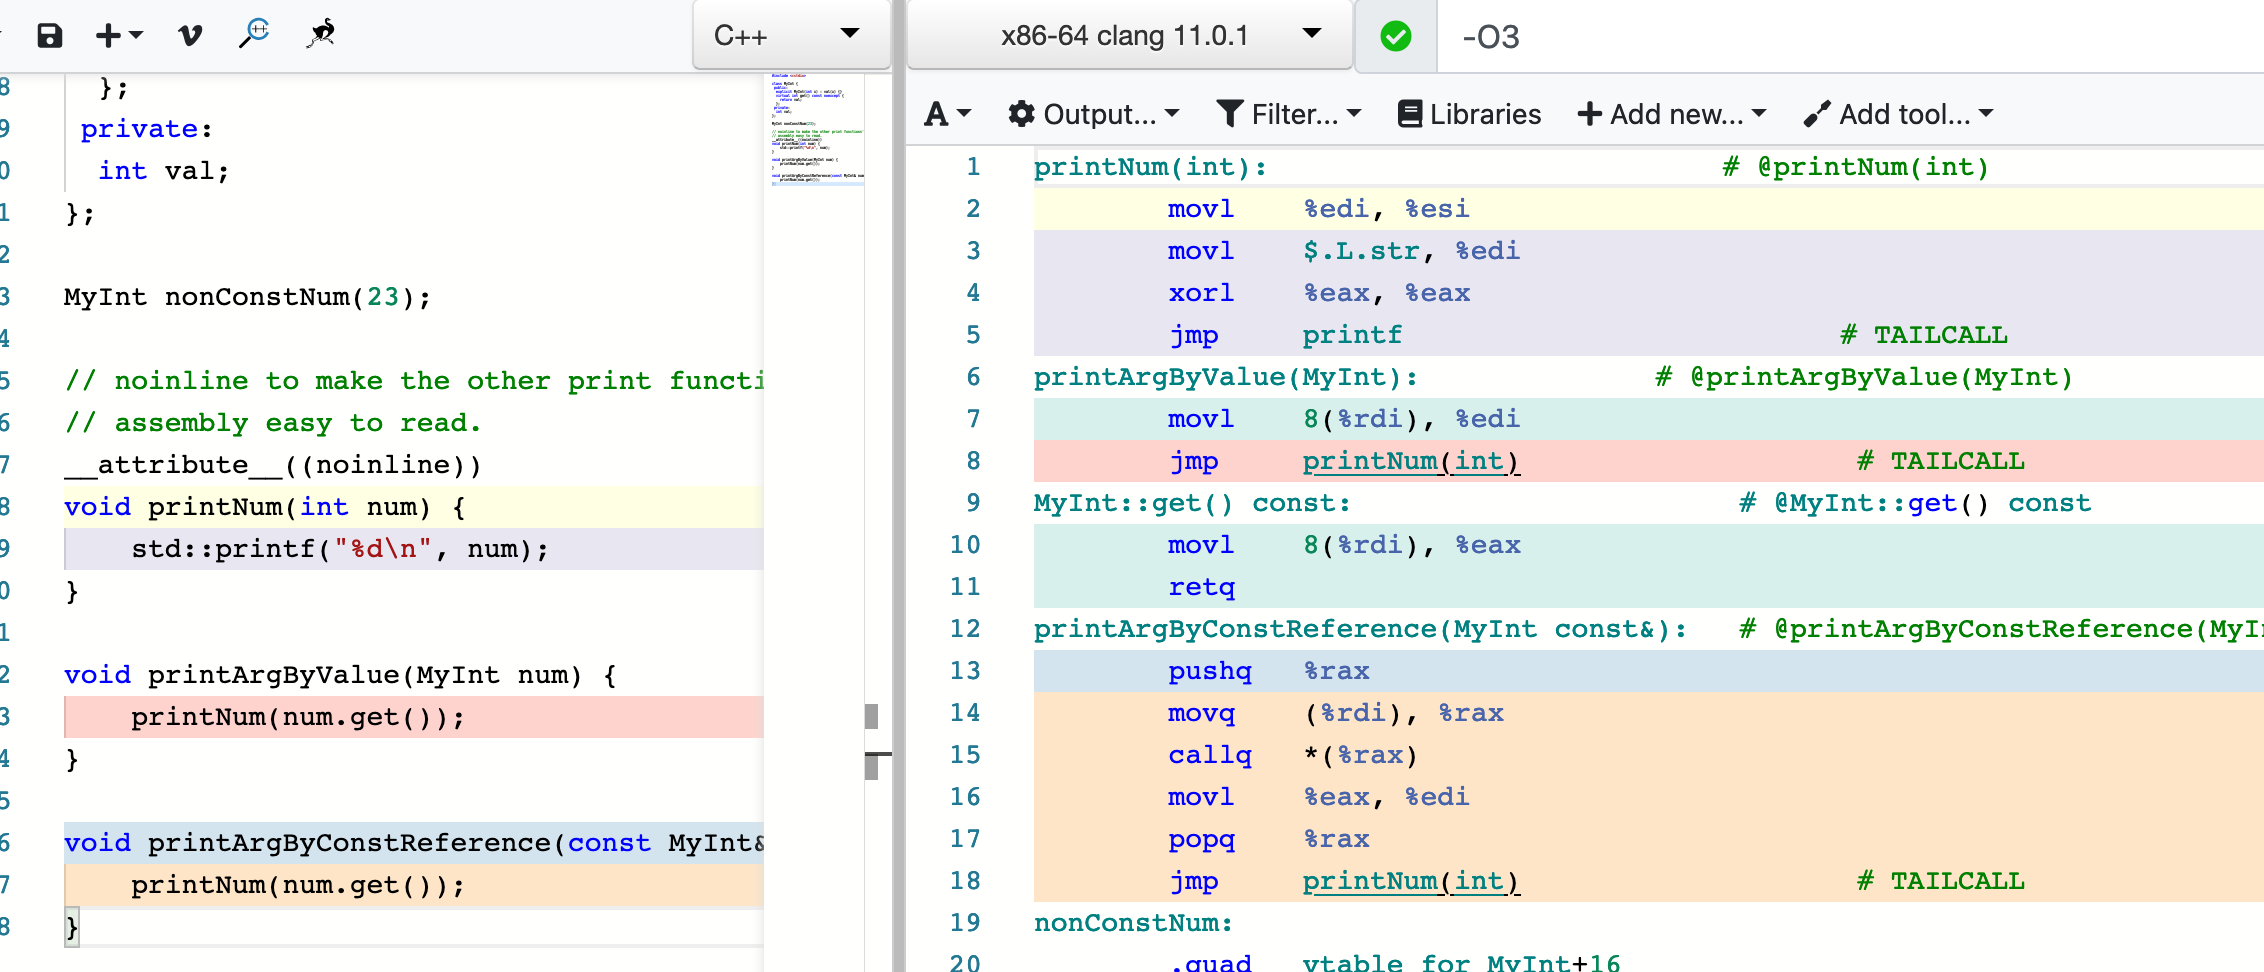 C++
x86-64 clang 11.0.1
-O3
A
Output...
Filter...
Libraries
Add new...
Add tool...
8 };
9 private:
0 int val;
1 };
2
3 MyInt nonConstNum(23);
4
5 // noinline to make the other print functi
6 // assembly easy to read.
7 __attribute__((noinline))
8 void printNum(int num) {
9 std::printf("%d\n", num);
0 }
1
2 void printArgByValue(MyInt num) {
3 printNum(num.get());
4 }
5
6 void printArgByConstReference(const MyInt&
7 printNum(num.get());
8 }
1 printNum(int): # @printNum(int)
2 movl %edi, %esi
3 movl $.L.str, %edi
4 xorl %eax, %eax
5 jmp printf # TAILCALL
6 printArgByValue(MyInt): # @printArgByValue(MyInt)
7 movl 8(%rdi), %edi
8 jmp printNum(int) # TAILCALL
9 MyInt::get() const: # @MyInt::get() const
10 movl 8(%rdi), %eax
11 retq
12 printArgByConstReference(MyInt const&): # @printArgByConstReference(MyI
13 pushq %rax
14 movq (%rdi), %rax
15 callq *(%rax)
16 movl %eax, %edi
17 popq %rax
18 jmp printNum(int) # TAILCALL
19 nonConstNum:
20 .quad vtable for MyInt+16